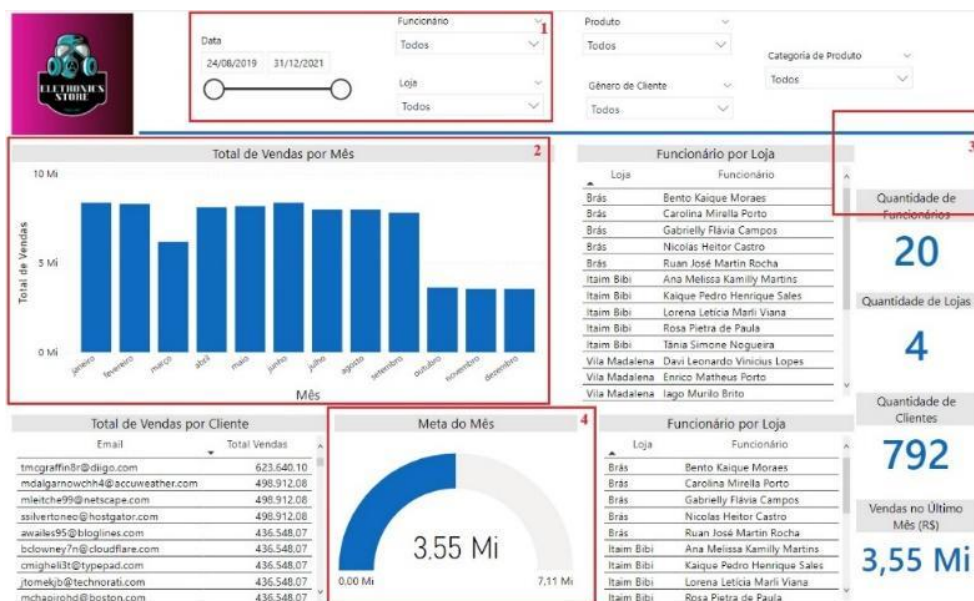 ELETRONICS
STORE
Data
24/08/2019 31/12/2021
Funcionário
Todos
Loja
Todos
1
Produto
Todos
Gênero de Cliente
Todos
Categoria de Produto
Todos
Total de Vendas por Mês
2
10 Mi
5 Mi
0 Mi
Total de Vendas
janeiro fevereiro março abril maio junho julho agosto setembro outubro novembro dezembro
Mês
Funcionário por Loja
Loja Funcionário
Brás Bento Kaique Moraes
Brás Carolina Mirella Porto
Brás Gabrielly Flávia Campos
Brás Nicolas Heitor Castro
Brás Ruan José Martin Rocha
Itaim Bibi Ana Melissa Kamilly Martins
Itaim Bibi Kaique Pedro Henrique Sales
Itaim Bibi Lorena Letícia Marli Viana
Itaim Bibi Rosa Pietra de Paula
Itaim Bibi Tânia Simone Nogueira
Vila Madalena Davi Leonardo Vinicius Lopes
Vila Madalena Enrico Matheus Porto
Vila Madalena Iago Murilo Brito
3
Quantidade de
Funcionários
20
Quantidade de Lojas
4
Quantidade de
Clientes
792
Vendas no Último
Mês (R$)
3,55 Mi
Total de Vendas por Cliente
Email Total Vendas
tmcgraffin8r@diigo.com 623.640,10
mdalgarnowchh4@accuweather.com 498.912,08
mleitche99@netscape.com 498.912,08
ssilvertoneo@hostgator.com 498.912,08
awailes95@bloglines.com 436.548,07
bclowney7n@cloudflare.com 436.548,07
cmigheli3t@typepad.com 436.548,07
jtomekjb@technorati.com 436.548,07
mchapirohd@boston.com 436.548,07
Meta do Mês
4
3,55 Mi
0,00 Mi 7,11 Mi
Funcionário por Loja
Loja Funcionário
Brás Bento Kaique Moraes
Brás Carolina Mirella Porto
Brás Gabrielly Flávia Campos
Brás Nicolas Heitor Castro
Brás Ruan José Martin Rocha
Itaim Bibi Ana Melissa Kamilly Martins
Itaim Bibi Kaique Pedro Henrique Sales
Itaim Bibi Lorena Letícia Marli Viana
Itaim Bibi Rosa Pietra de Paula